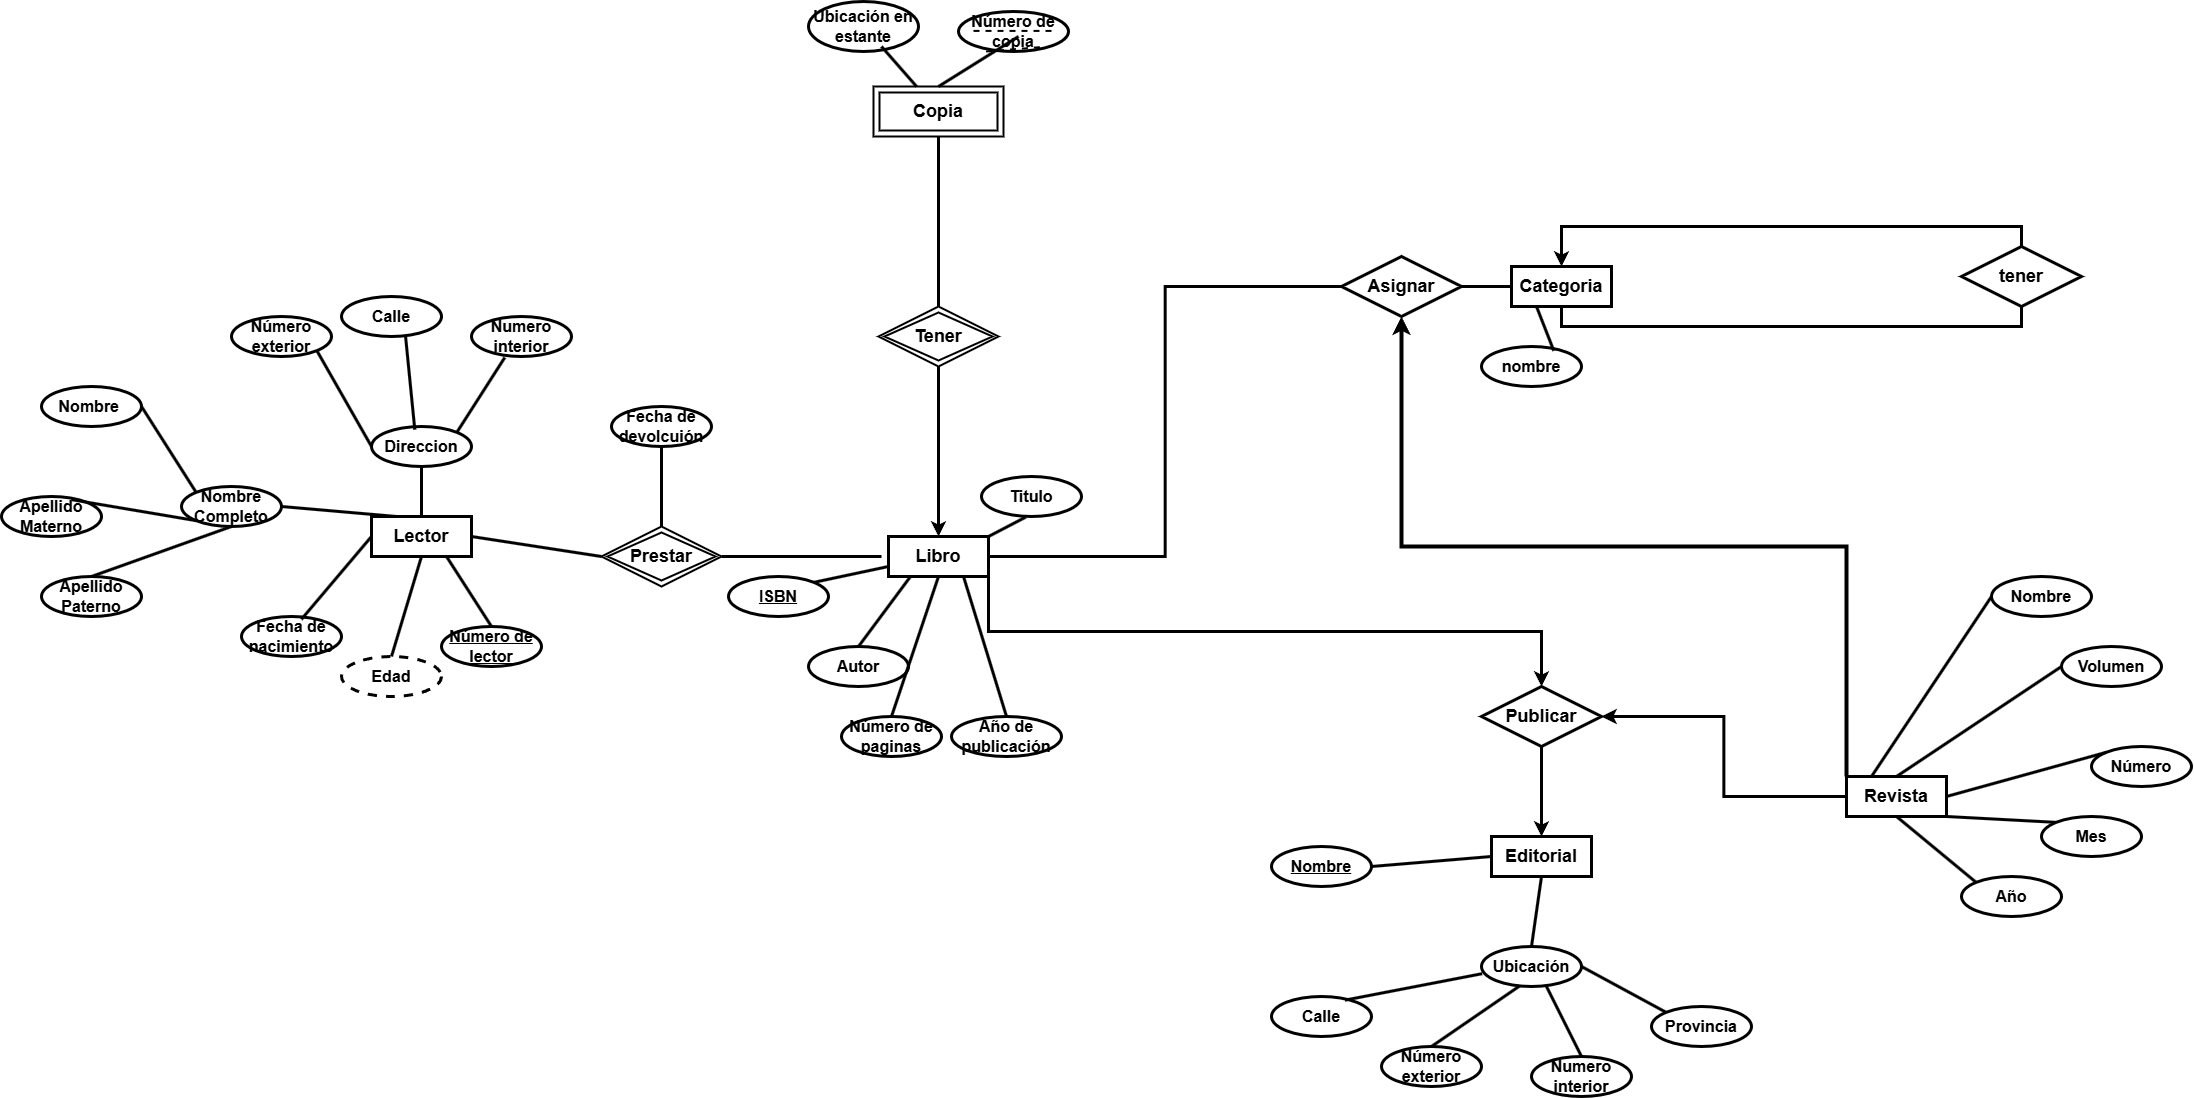 Ubicación en
estante
Número de
copia
Copia
Tener
Asignar
Categoria
tener
nombre
Número
exterior
Calle
Numero
interior
Direccion
Nombre
Nombre
Completo
Apellido
Materno
Apellido
Paterno
Lector
Fecha de
nacimiento
Edad
Número de
lector
Fecha de
devolcuión
Prestar
Titulo
Libro
ISBN
Autor
Número de
paginas
Año de
publicación
Publicar
Nombre
Volumen
Número
Revista
Mes
Año
Editorial
Nombre
Ubicación
Calle
Número
exterior
Numero
interior
Provincia